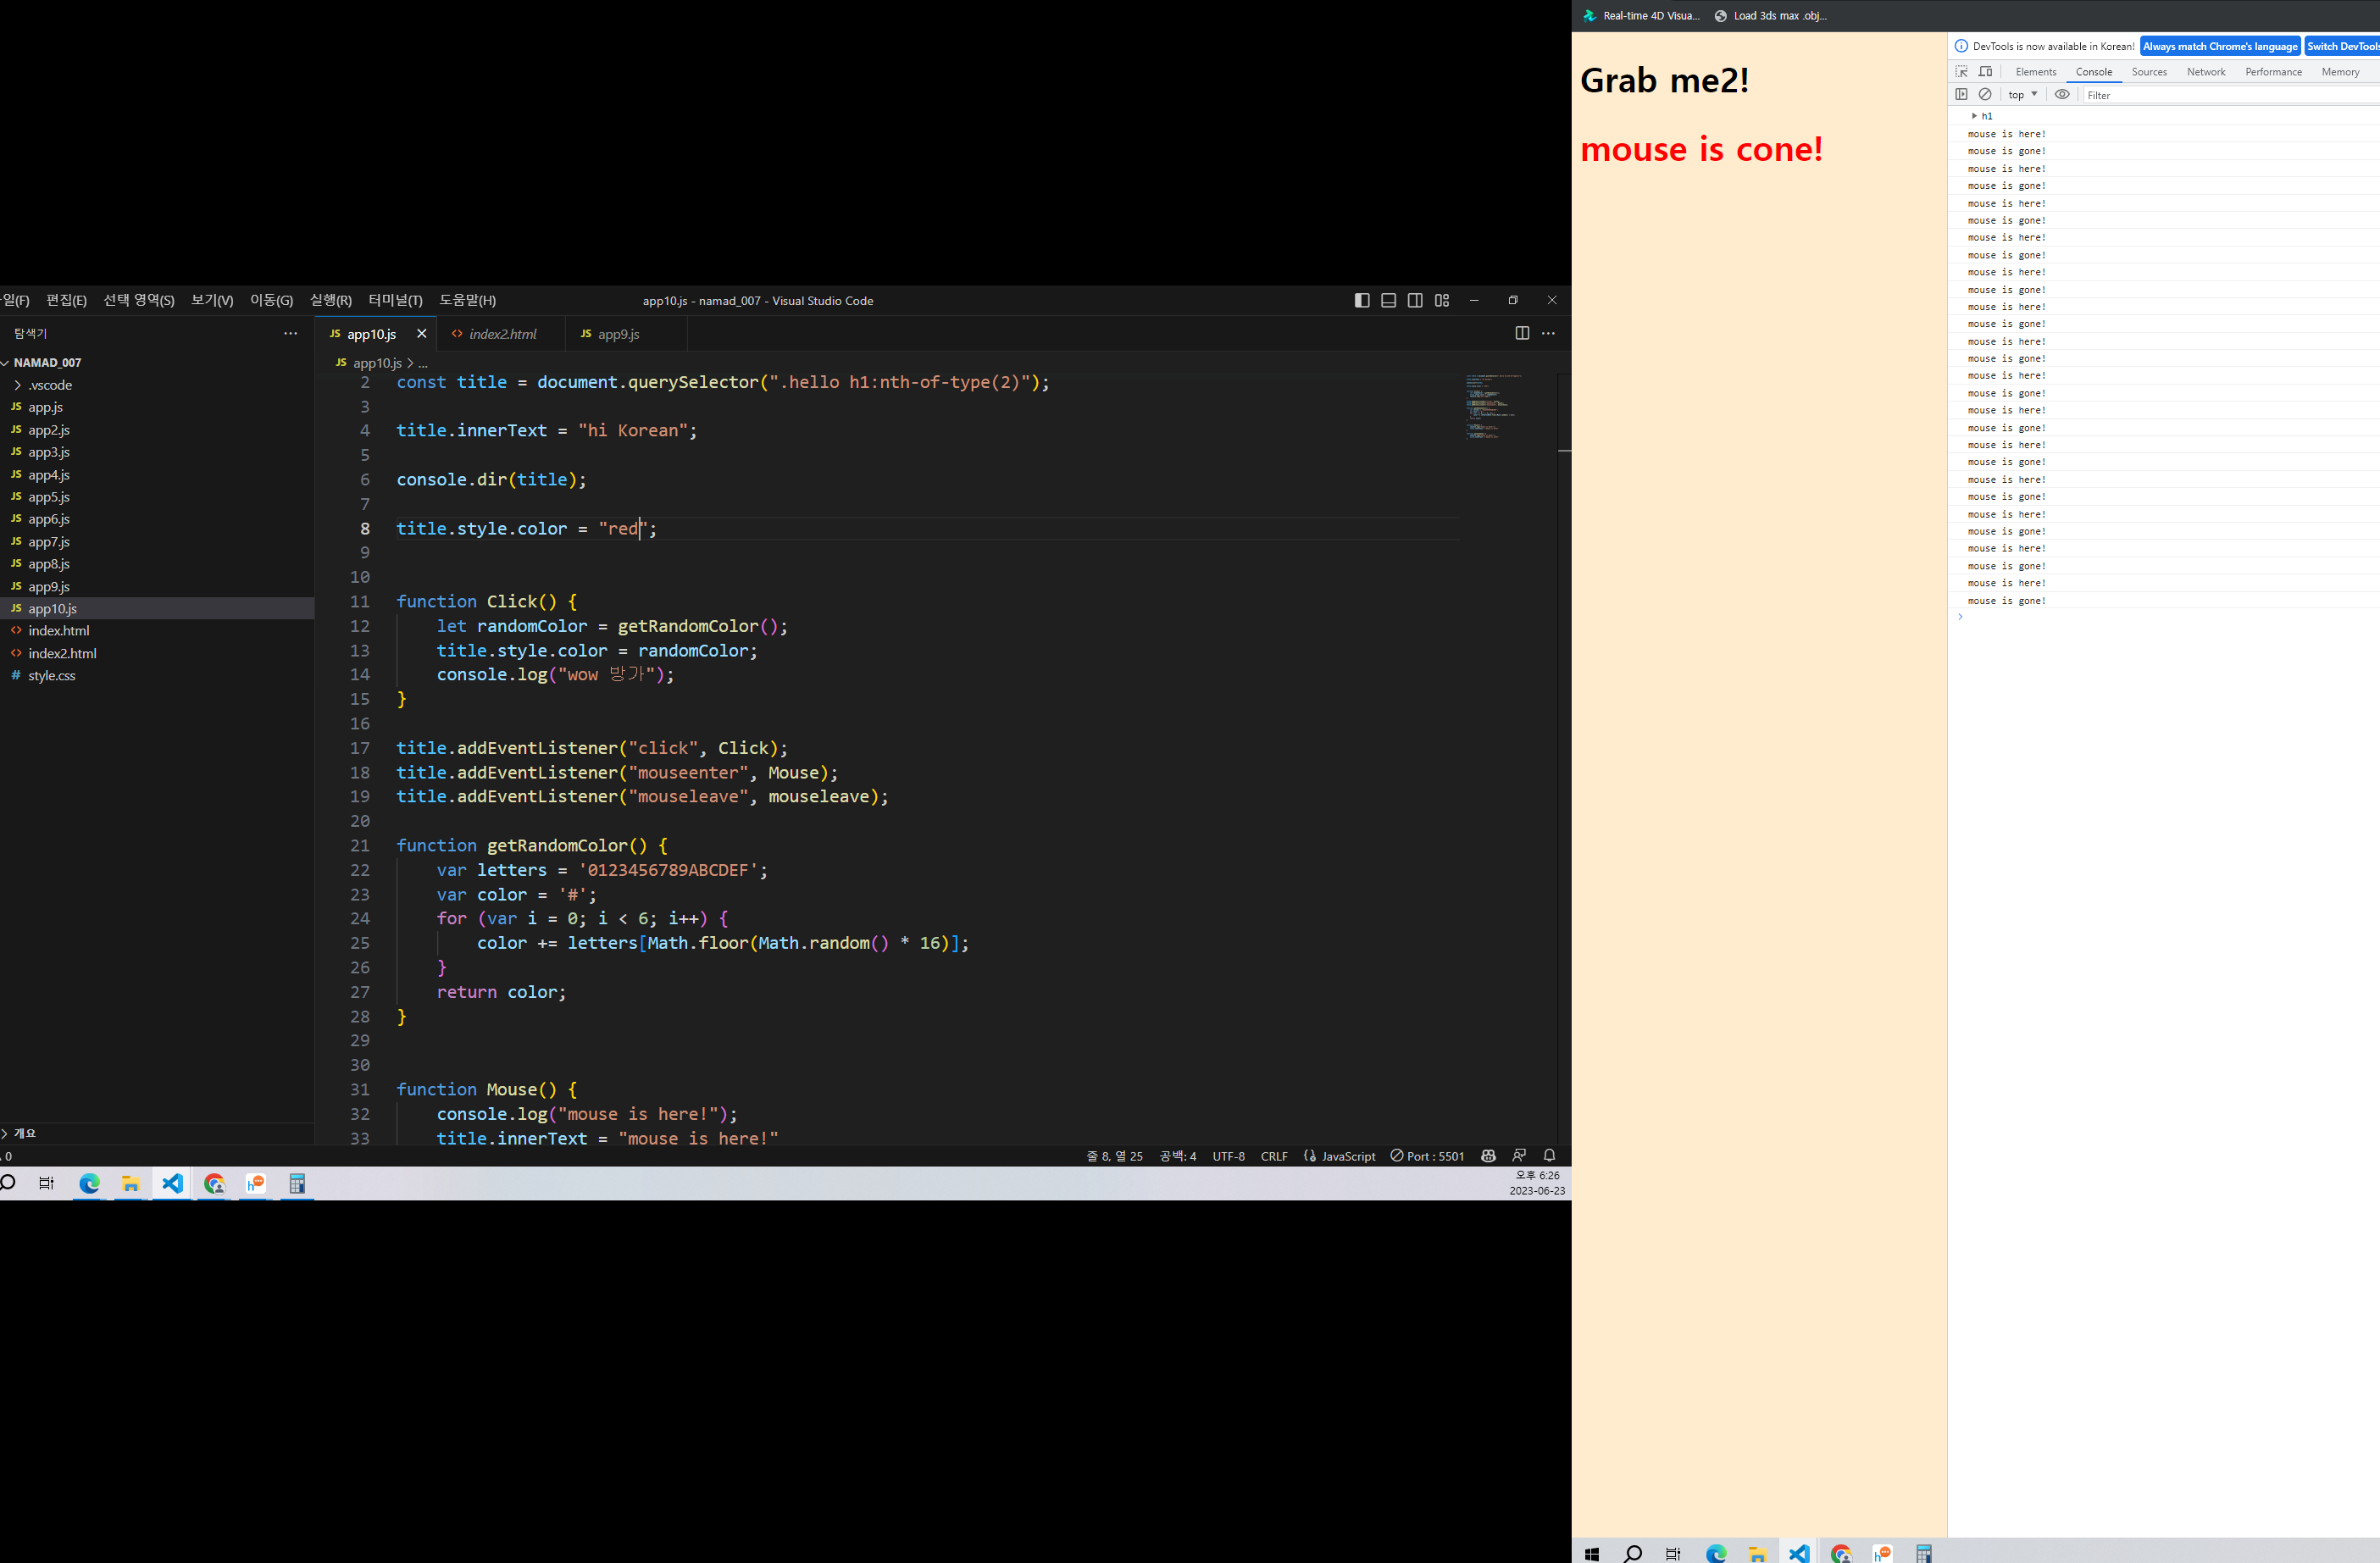 일(F) 편집(E) 선택 영역(S) 보기(V) 이동(G) 실행(R) 터미널(T) 도움말(H)
app10.js - namad_007 - Visual Studio Code
탐색기
NAMAD_007
.vscode
JS app.js
JS app2.js
JS app3.js
JS app4.js
JS app5.js
JS app6.js
JS app7.js
JS app8.js
JS app9.js
JS app10.js
<> index.html
<> index2.html
# style.css
개요
JS app10.js
<> index2.html
JS app9.js
JS app10.js > ...
2 const title = document.querySelector(".hello h1:nth-of-type(2)");
3
4 title.innerText = "hi Korean";
5
6 console.dir(title);
7
8 title.style.color = "red";
9
10
11 function Click() {
12 let randomColor = getRandomColor();
13 title.style.color = randomColor;
14 console.log("wow 방가");
15 }
16
17 title.addEventListener("click", Click);
18 title.addEventListener("mouseenter", Mouse);
19 title.addEventListener("mouseleave", mouseleave);
20
21 function getRandomColor() {
22 var letters = '0123456789ABCDEF';
23 var color = '#';
24 for (var i = 0; i < 6; i++) {
25 color += letters[Math.floor(Math.random() * 16)];
26 }
27 return color;
28 }
29
30
31 function Mouse() {
32 console.log("mouse is here!");
33 title.innerText = "mouse is here!"
0
줄 8, 열 25 공백: 4 UTF-8 CRLF JavaScript Port : 5501
오후 6:26
2023-06-23
Real-time 4D Visua... Load 3ds max .obj...
Grab me2!
mouse is cone!
DevTools is now available in Korean! Always match Chrome's language Switch DevTools
Elements Console Sources Network Performance Memory
top Filter
h1
mouse is here!
mouse is gone!
mouse is here!
mouse is gone!
mouse is here!
mouse is gone!
mouse is here!
mouse is gone!
mouse is here!
mouse is gone!
mouse is here!
mouse is gone!
mouse is here!
mouse is gone!
mouse is here!
mouse is gone!
mouse is here!
mouse is gone!
mouse is here!
mouse is gone!
mouse is here!
mouse is gone!
mouse is here!
mouse is gone!
mouse is here!
mouse is gone!
mouse is here!
mouse is gone!